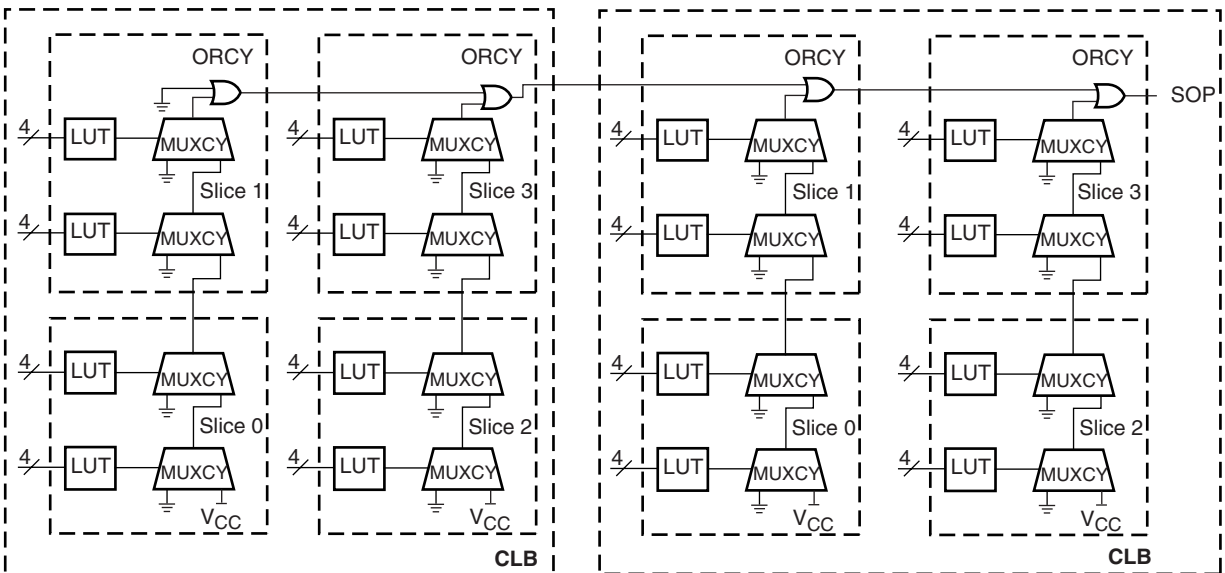 ORCY ORCY ORCY ORCY
SOP
4 LUT MUXCY 4 LUT MUXCY 4 LUT MUXCY 4 LUT MUXCY
Slice 1 Slice 3 Slice 1 Slice 3
4 LUT MUXCY 4 LUT MUXCY 4 LUT MUXCY 4 LUT MUXCY
4 LUT MUXCY 4 LUT MUXCY 4 LUT MUXCY 4 LUT MUXCY
Slice 0 Slice 2 Slice 0 Slice 2
4 LUT MUXCY 4 LUT MUXCY 4 LUT MUXCY 4 LUT MUXCY
VCC VCC VCC VCC
CLB CLB